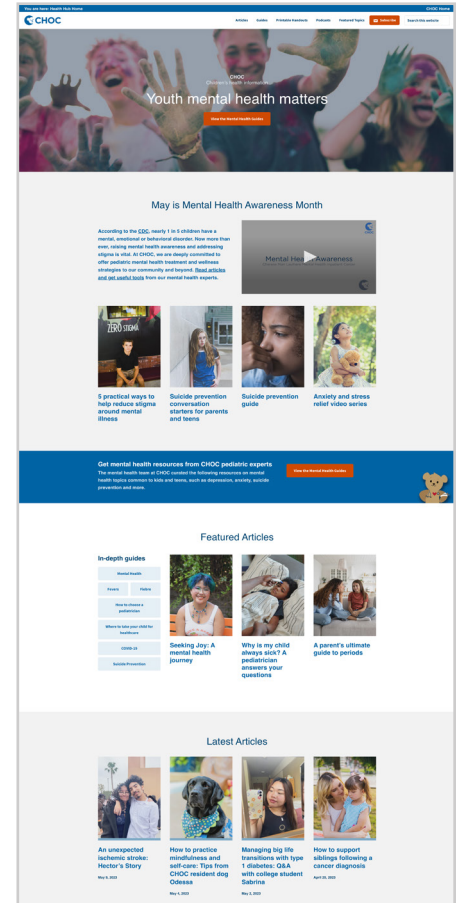 You are here: Health Hub Home
CHOC Home
CHOC
Articles
Guides
Printable Handouts
Podcasts
Featured Topics
Subscribe
Search this website
CHOC
Children's health information
Youth mental health matters
View the Mental Health Guides
May is Mental Health Awareness Month
According to the CDC, nearly 1 in 5 children have a
mental, emotional or behavioral disorder. Now more than
ever, raising mental health awareness and addressing
stigma is vital. At CHOC, we are deeply committed to
offer pediatric mental health treatment and wellness
strategies to our community and beyond. Read articles
and get useful tools from our mental health experts.
Mental Health Awareness
ZERO STIGMA
5 practical ways to
help reduce stigma
around mental
illness
Suicide prevention
conversation
starters for parents
and teens
Suicide prevention
guide
Anxiety and stress
relief video series
Get mental health resources from CHOC pediatric experts
The mental health team at CHOC curated the following resources on mental
health topics common to kids and teens, such as depression, anxiety, suicide
prevention and more.
View the Mental Health Guides
Featured Articles
In-depth guides
Mental Health
Fevers
How to choose a
pediatrician
Where to take your child for
healthcare
COVID-19
Suicide Prevention
Seeking Joy: A
mental health
journey
Why is my child
always sick? A
pediatrician
answers your
questions
A parent's ultimate
guide to periods
Latest Articles
An unexpected
ischemic stroke:
Hector's Story
May 8, 2023
How to practice
mindfulness and
self-care: Tips from
CHOC resident dog
Odessa
May 4, 2023
Managing big life
transitions with type
1 diabetes: Q&A
with college student
Sabrina
May 2, 2023
How to support
siblings following a
cancer diagnosis
April 28, 2023